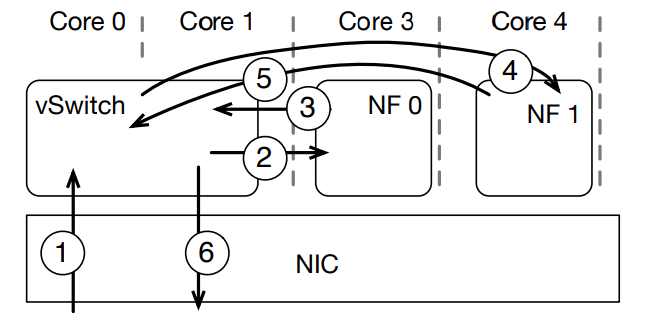 Core 0 Core 1 Core 3 Core 4
5 4
vSwitch 3 NF 0 NF 1
2
1 6 NIC